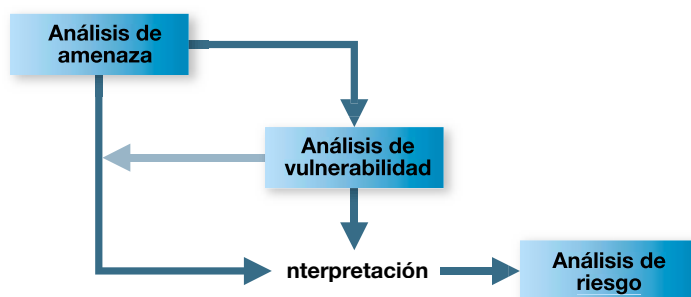 Análisis de
amenaza
Análisis de
vulnerabilidad
nterpretación
Análisis de
riesgo